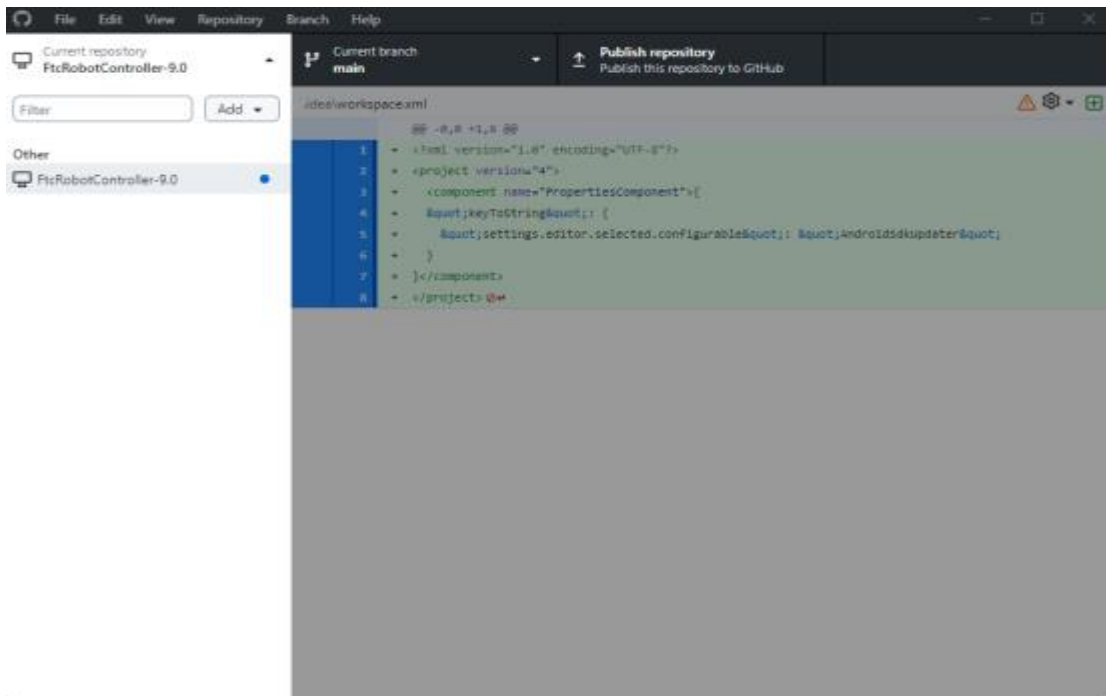 File Edit View Repository Branch Help
Current repository
FtcRobotController-9.0
Current branch
main
Publish repository
Publish this repository to GitHub
Filter
Add
.idea\workspace.xml
@@ -0,0 +1,8 @@
Other
FtcRobotController-9.0
1 + <?xml version="1.0" encoding="UTF-8"?>
2 + <project version="4">
3 + <component name="PropertiesComponent">{
4 + &quot;keyToString&quot;: {
5 + &quot;settings.editor.selected.configurable&quot;: &quot;AndroidSdkUpdater&quot;
6 + }
7 + }</component>
8 + </project>